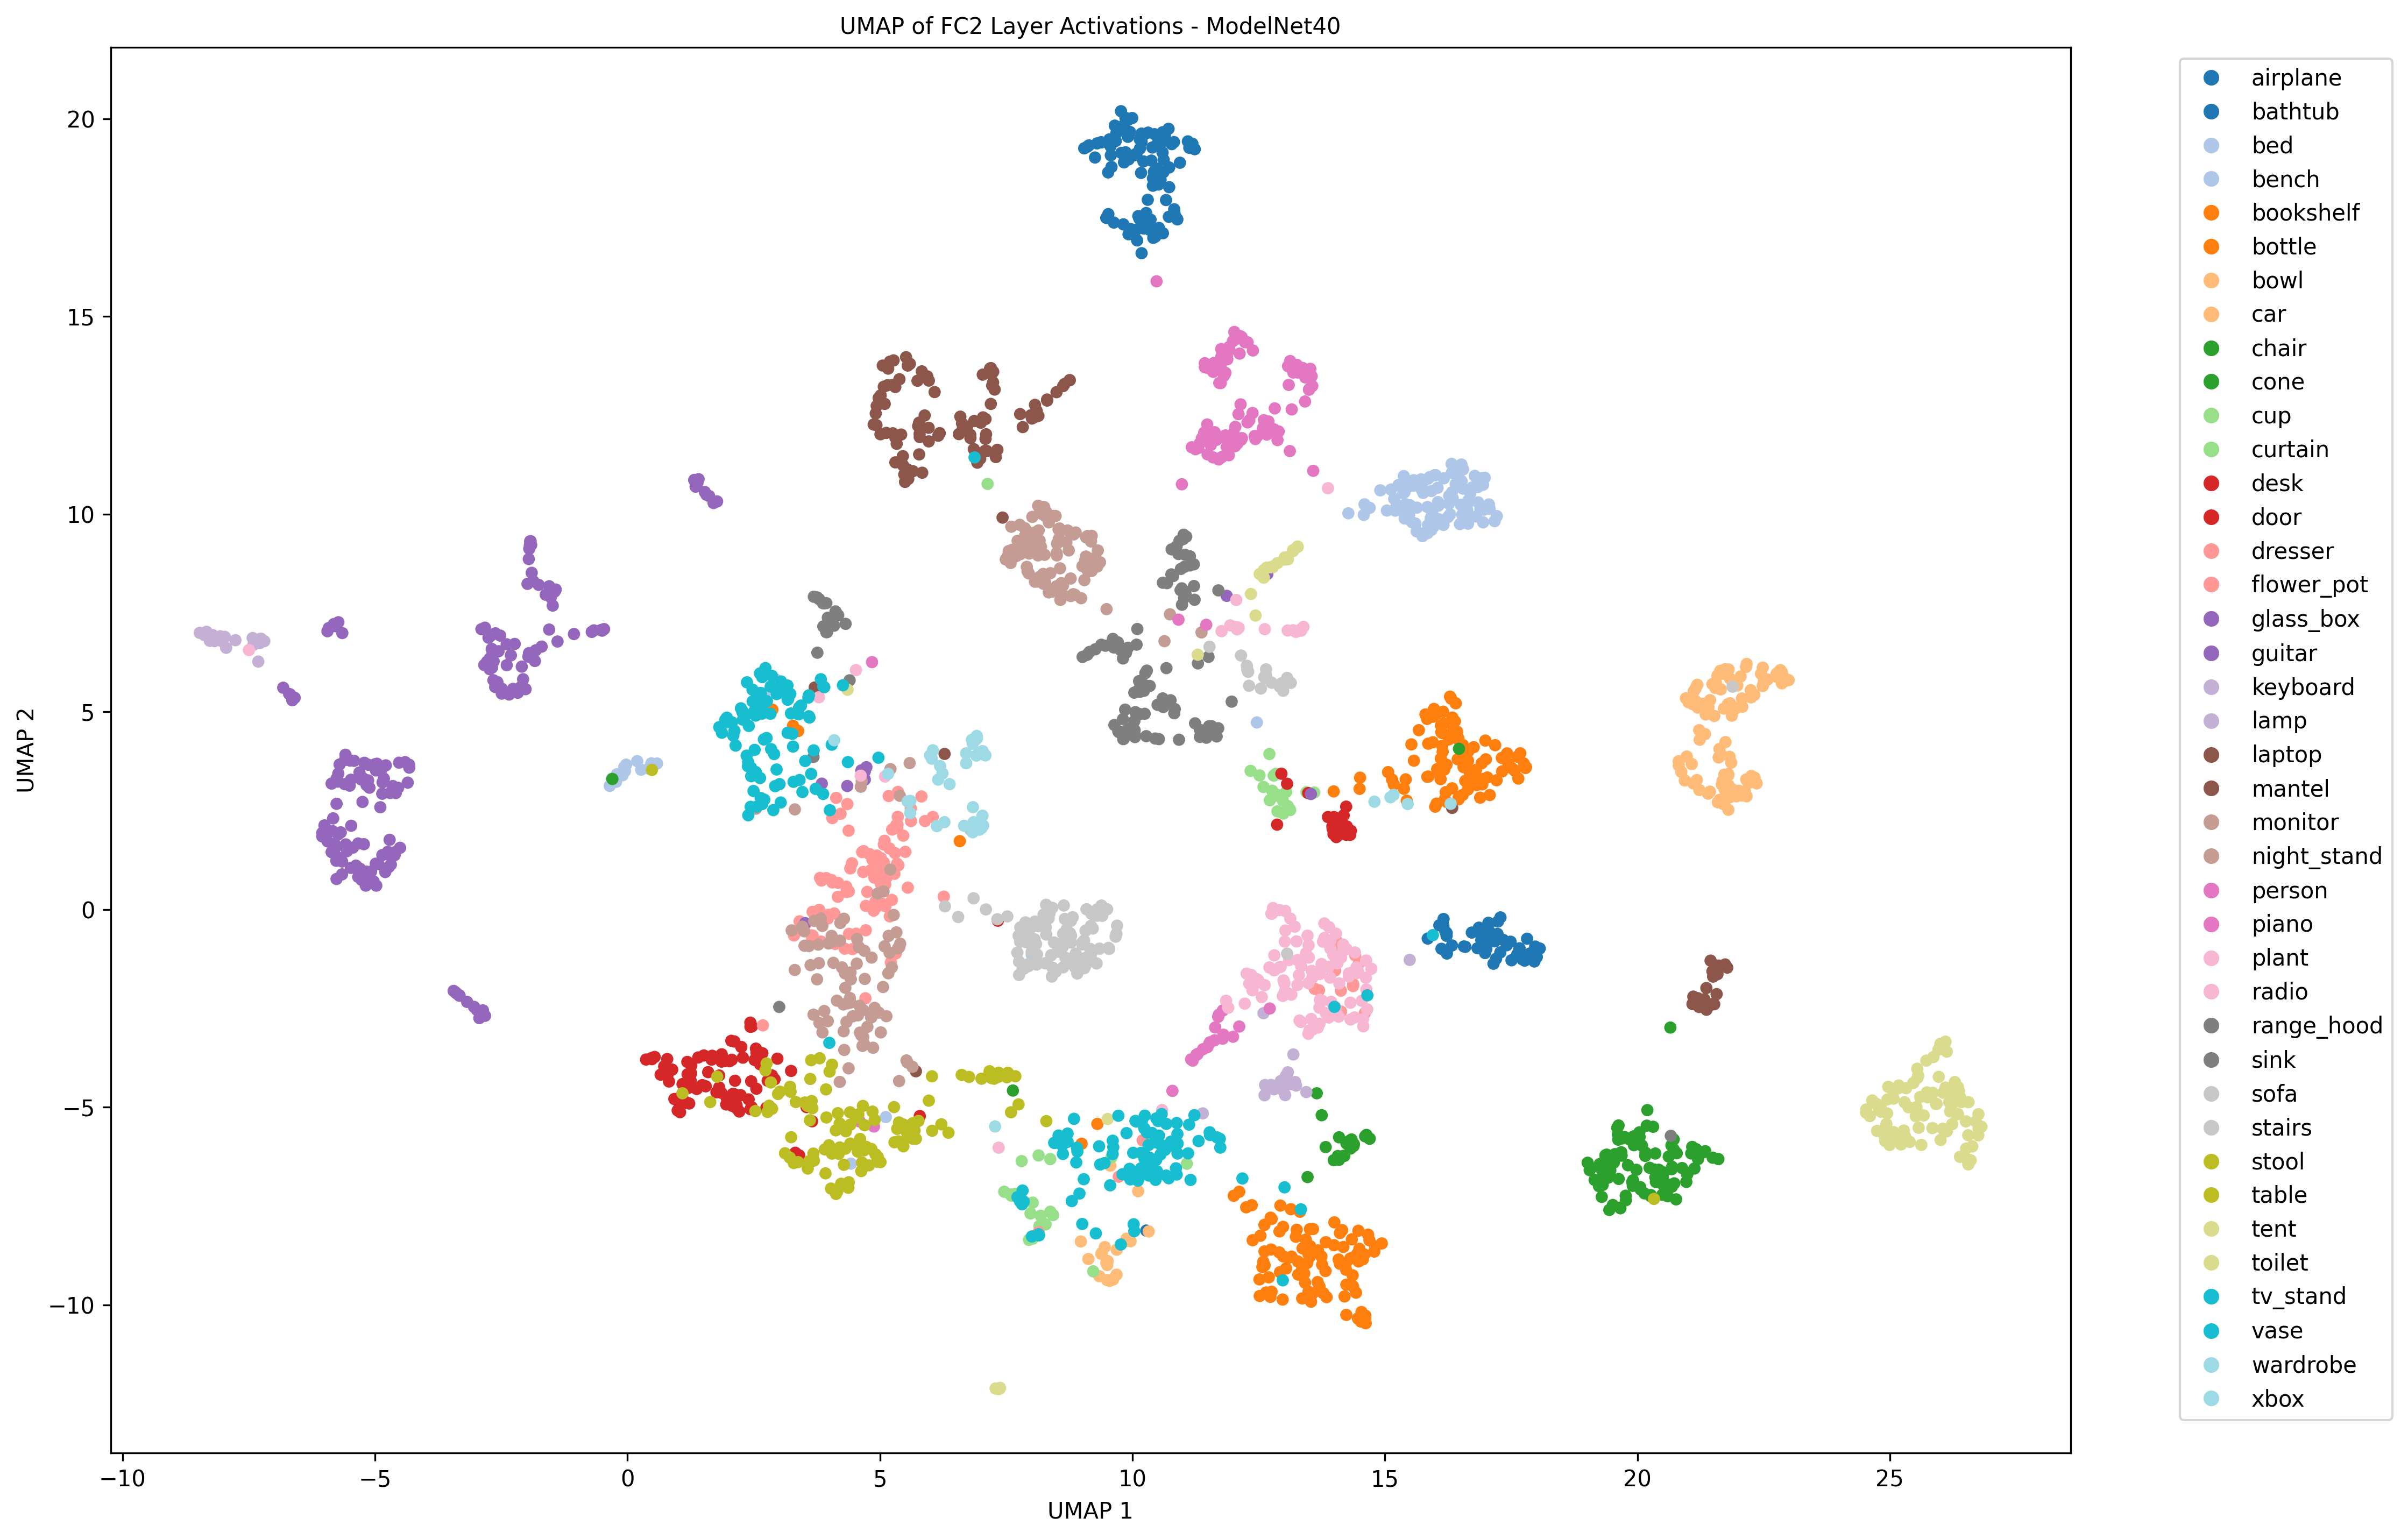 UMAP of FC2 Layer Activations - ModelNet40
20
15
10
5
0
−5
−10
UMAP 2
−10
−5
0
5
10
15
20
25
UMAP 1
airplane
bathtub
bed
bench
bookshelf
bottle
bowl
car
chair
cone
cup
curtain
desk
door
dresser
flower_pot
glass_box
guitar
keyboard
lamp
laptop
mantel
monitor
night_stand
person
piano
plant
radio
range_hood
sink
sofa
stairs
stool
table
tent
toilet
tv_stand
vase
wardrobe
xbox